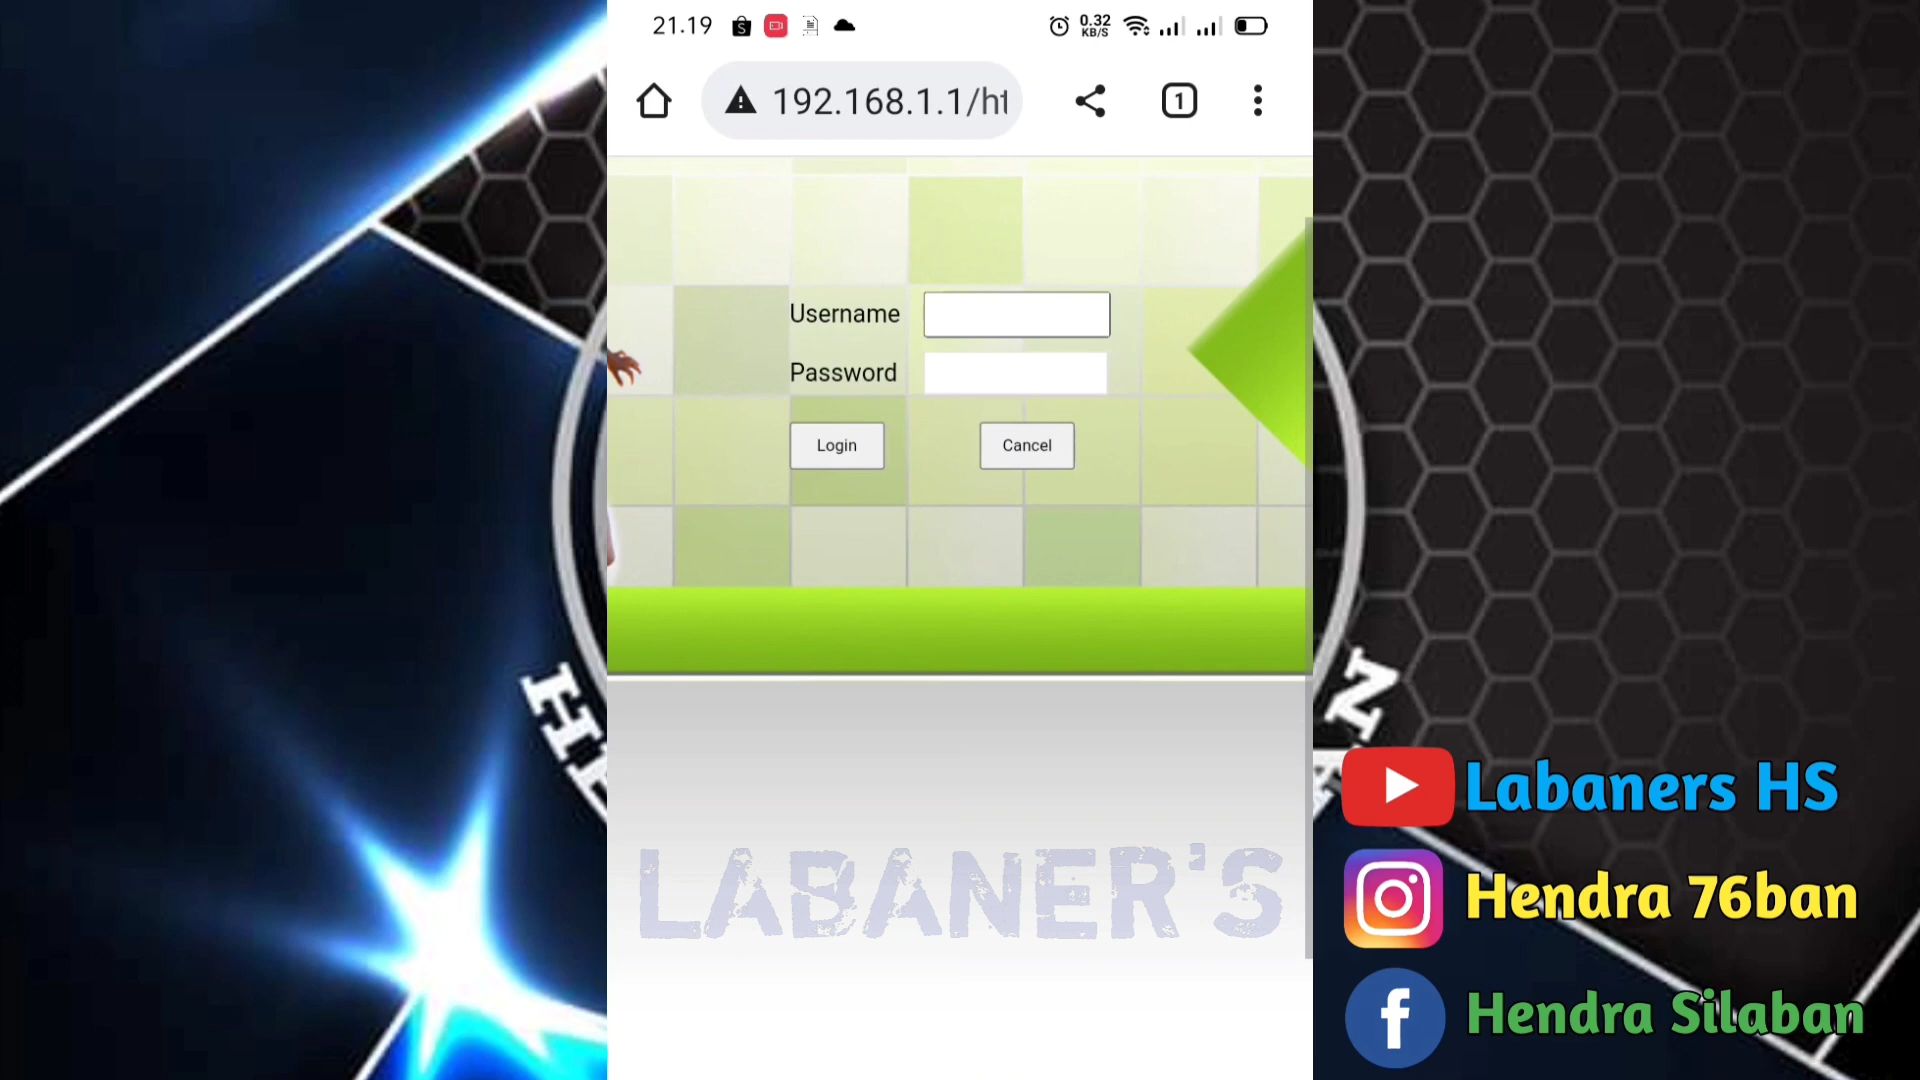 21.19
0.32
KB/S
192.168.1.1/ht
1
Username
Password
Login
Cancel
LABANER'S
Labaners HS
Hendra 76ban
Hendra Silaban